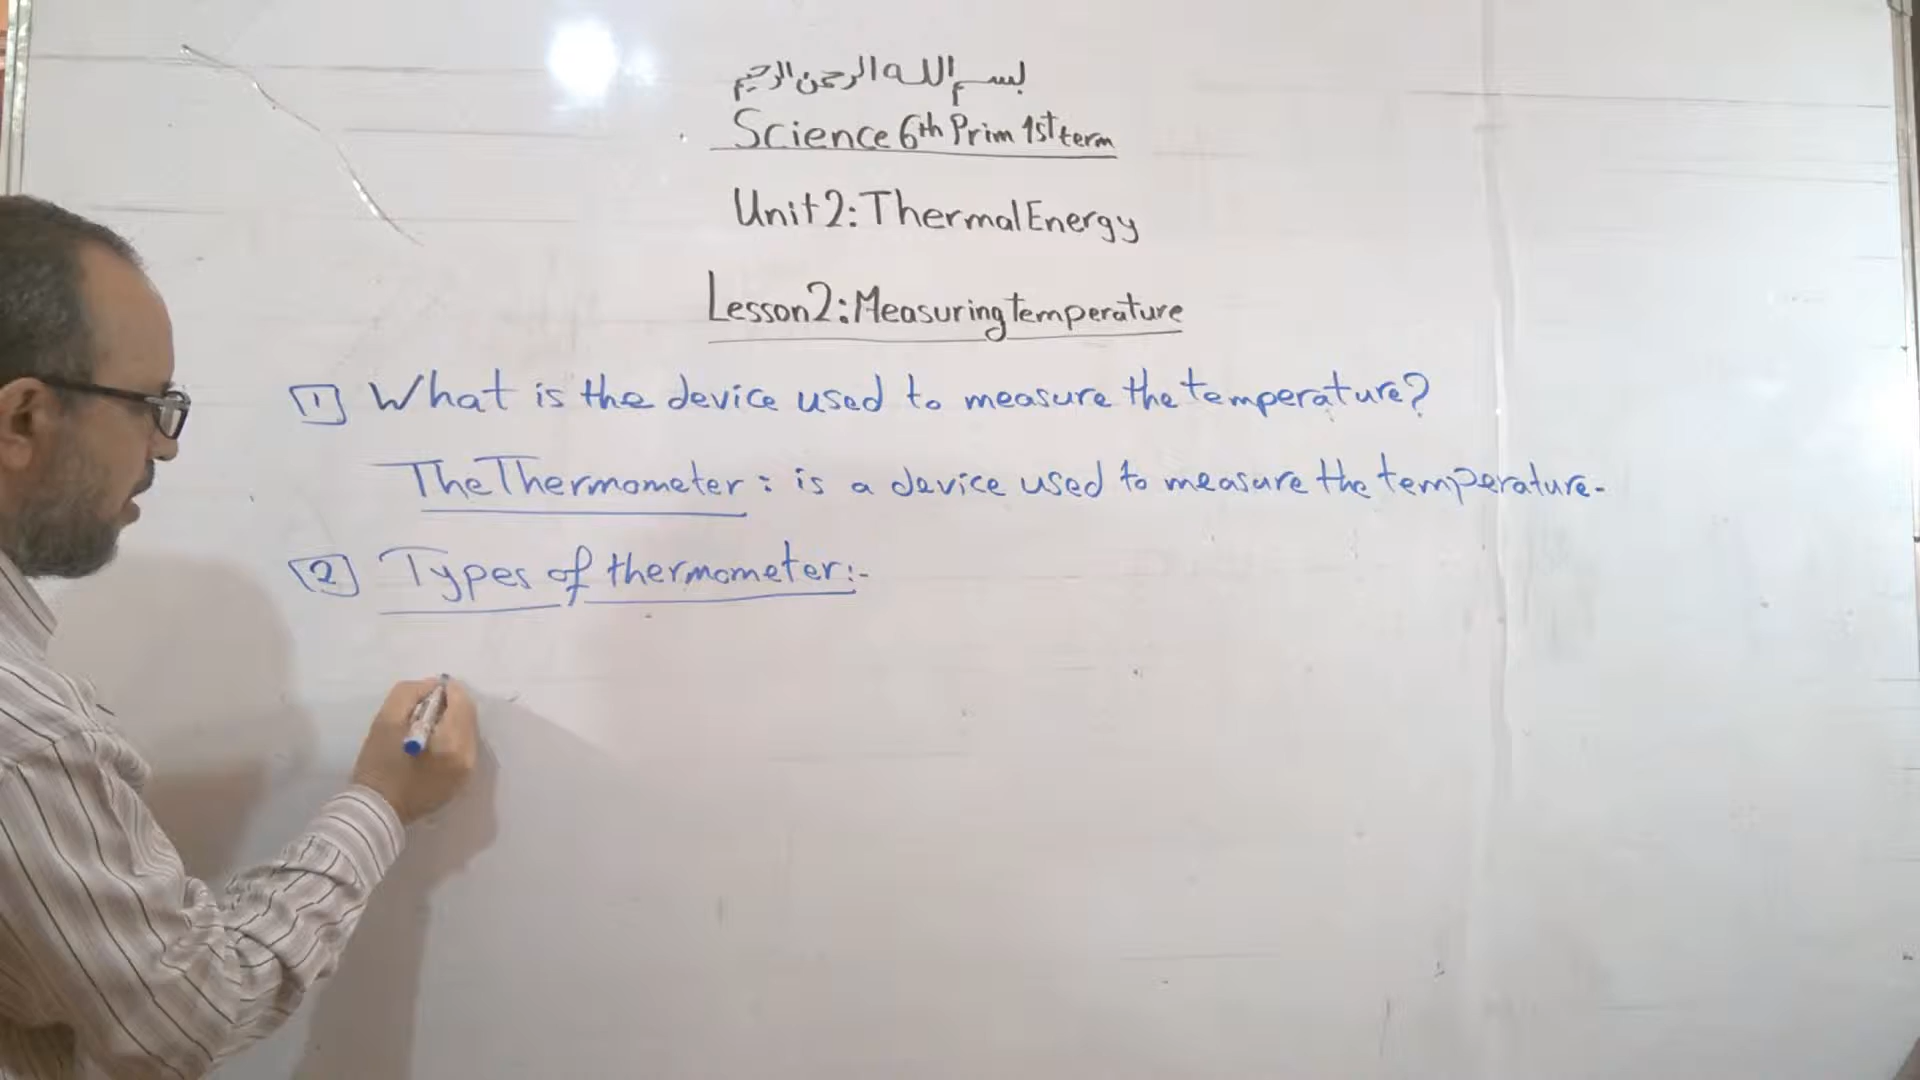 بسم الله الرحمن الرحيم
Science 6th Prim 1st term
Unit 2: Thermal Energy
Lesson 2: Measuring temperature
1 What is the device used to measure the temperature?
The Thermometer: is a device used to measure the temperature.
2 Types of thermometer:-